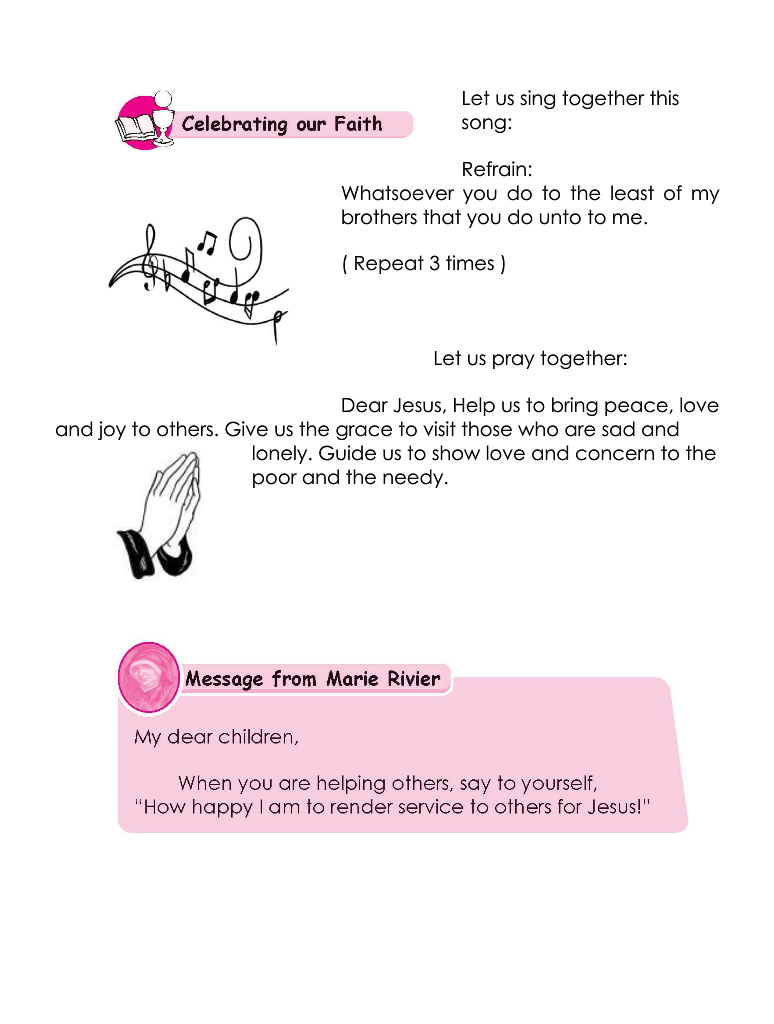 Celebrating our Faith
Let us sing together this
song:
Refrain:
Whatsoever you do to the least of my
brothers that you do unto to me.
( Repeat 3 times )
Let us pray together:
Dear Jesus, Help us to bring peace, love
and joy to others. Give us the grace to visit those who are sad and
lonely. Guide us to show love and concern to the
poor and the needy.
Message from Marie Rivier
My dear children,
When you are helping others, say to yourself,
"How happy I am to render service to others for Jesus!"